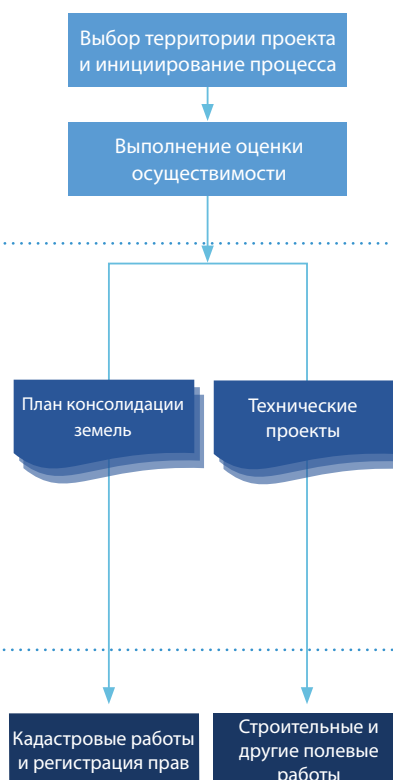 Выбор территории проекта
и инициирование процесса
Выполнение оценки
осуществимости
План консолидации
земель
Технические
проекты
Кадастровые работы
и регистрация прав
Строительные и
другие полевые
работы